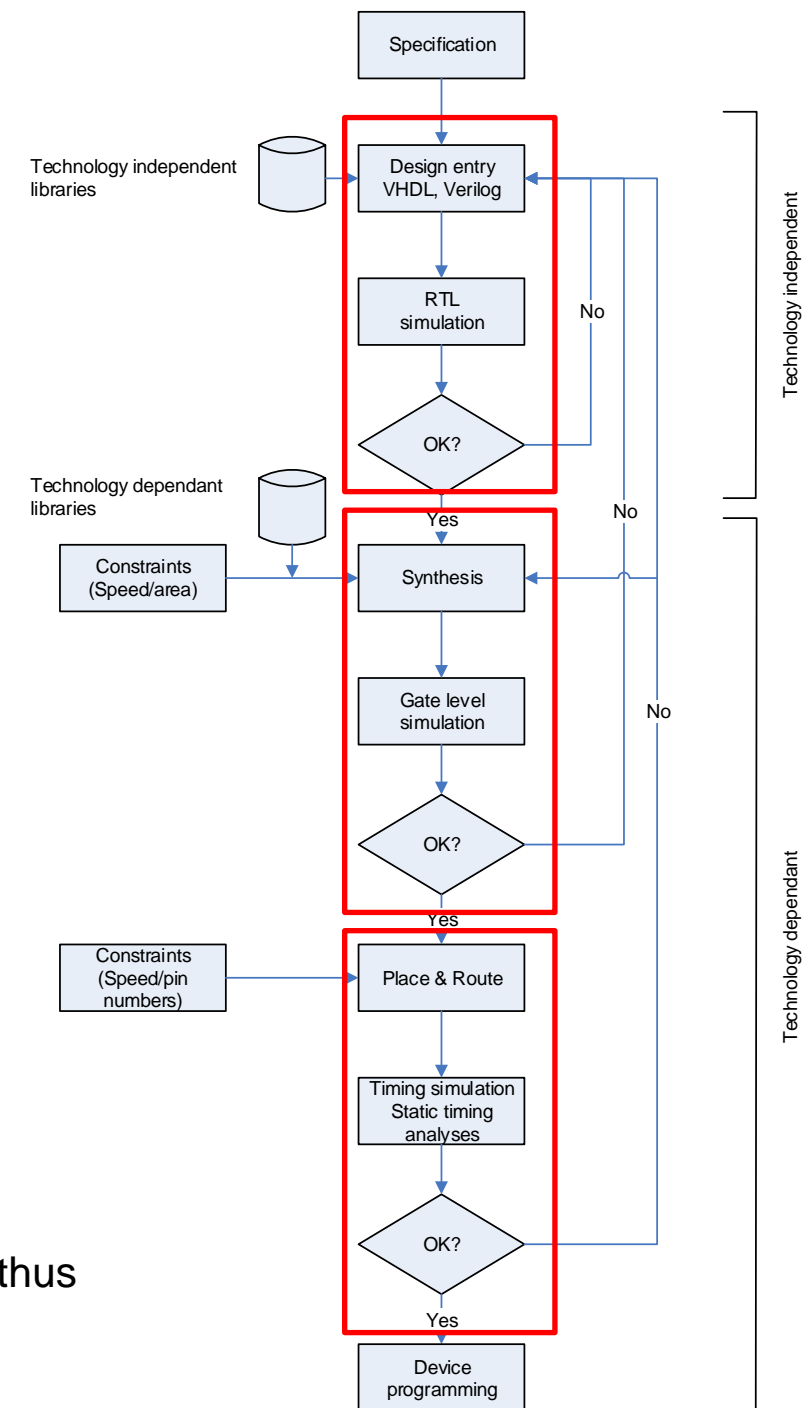 Specification
Technology independent
libraries
Design entry
VHDL, Verilog
RTL
simulation
No
OK?
Technology independent
Technology dependant
libraries
Yes
No
Constraints
(Speed/area)
Synthesis
Gate level
simulation
No
OK?
Technology dependant
Yes
Constraints
(Speed/pin
numbers)
Place & Route
Timing simulation
Static timing
analyses
OK?
thus
Yes
Device
programming